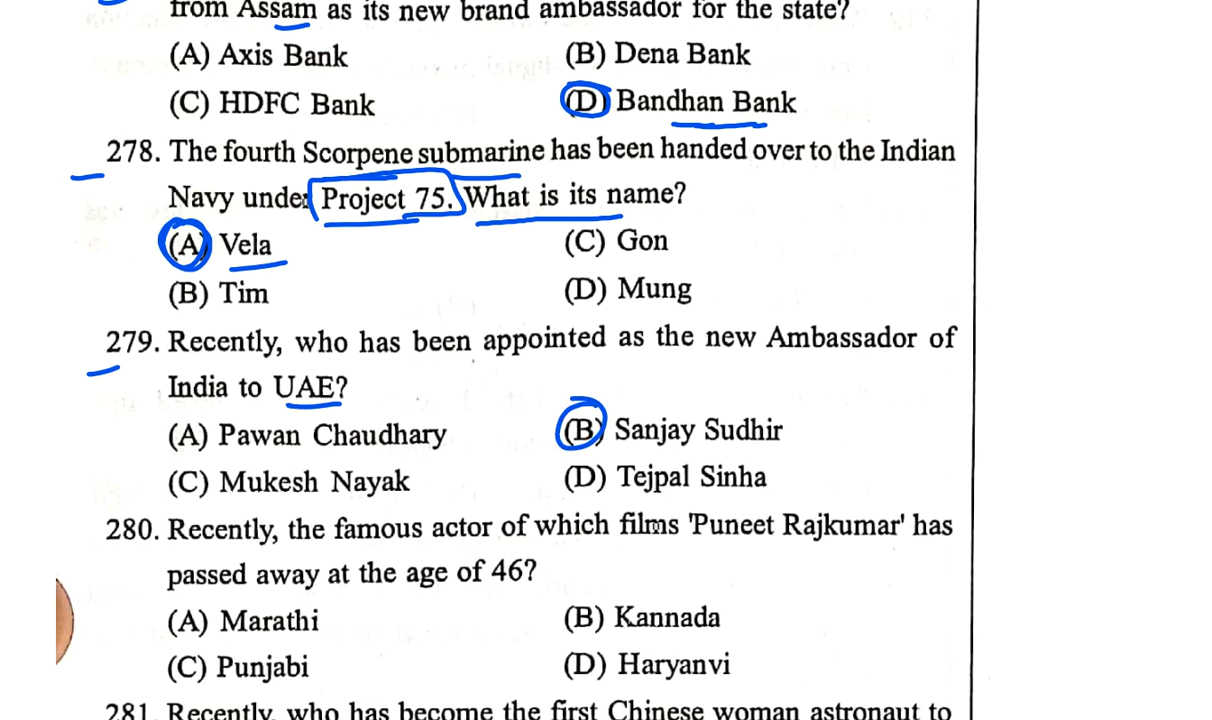 from Assam as its new brand ambassador for the state?
(A) Axis Bank (B) Dena Bank
(C) HDFC Bank (D) Bandhan Bank
278. The fourth Scorpene submarine has been handed over to the Indian
Navy under Project 75. What is its name?
(A) Vela (C) Gon
(B) Tim (D) Mung
279. Recently, who has been appointed as the new Ambassador of
India to UAE?
(A) Pawan Chaudhary (B) Sanjay Sudhir
(C) Mukesh Nayak (D) Tejpal Sinha
280. Recently, the famous actor of which films 'Puneet Rajkumar' has
passed away at the age of 46?
(A) Marathi (B) Kannada
(C) Punjabi (D) Haryanvi
281. Recently, who has become the first Chinese woman astronaut to